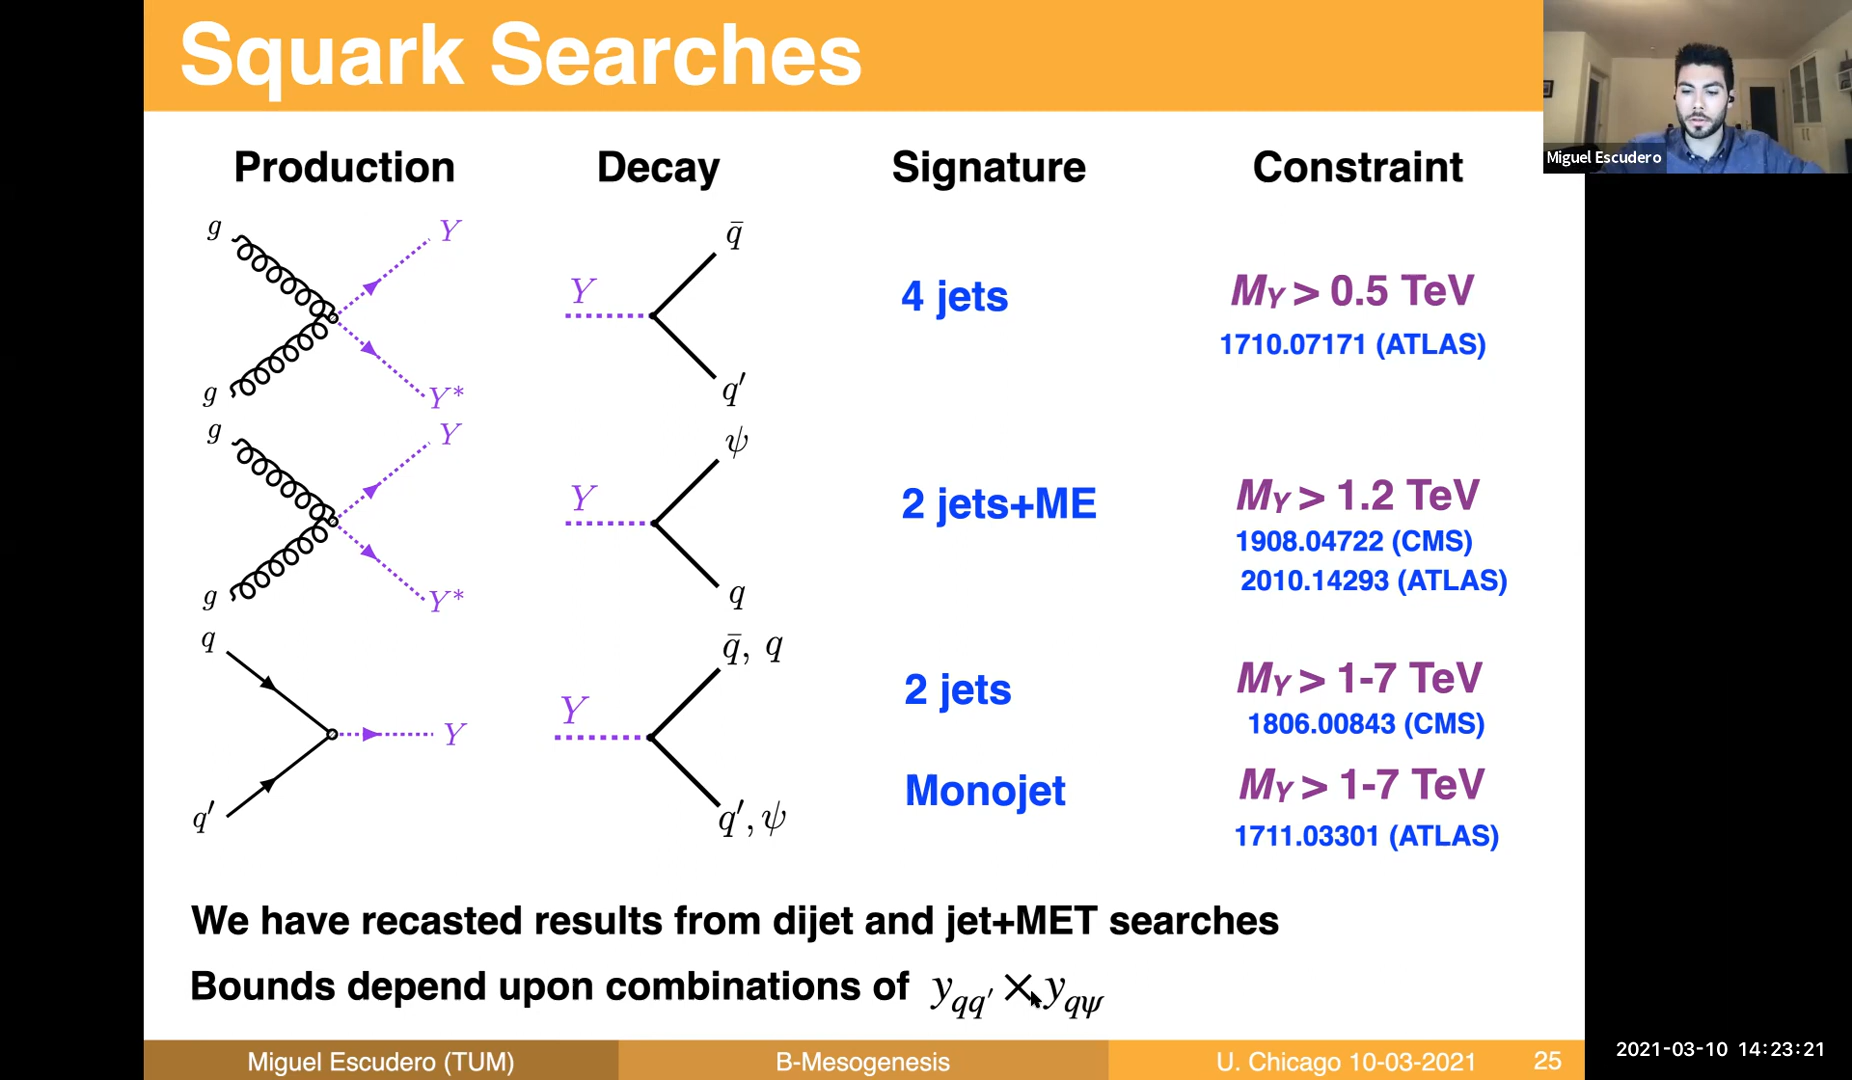 Squark Searches
Miguel Escudero
Production Decay Signature Constraint
g Y q̄
Y 4 jets M_Y > 0.5 TeV
1710.07171 (ATLAS)
g Y* q′
g Y ψ
Y 2 jets+ME M_Y > 1.2 TeV
1908.04722 (CMS)
2010.14293 (ATLAS)
g Y* q
q q̄, q
Y 2 jets M_Y > 1-7 TeV
1806.00843 (CMS)
Y
Monojet M_Y > 1-7 TeV
q′ q′, ψ
1711.03301 (ATLAS)
We have recasted results from dijet and jet+MET searches
Bounds depend upon combinations of y_qq′ × y_qψ
Miguel Escudero (TUM) B-Mesogenesis U. Chicago 10-03-2021 25
2021-03-10 14:23:21